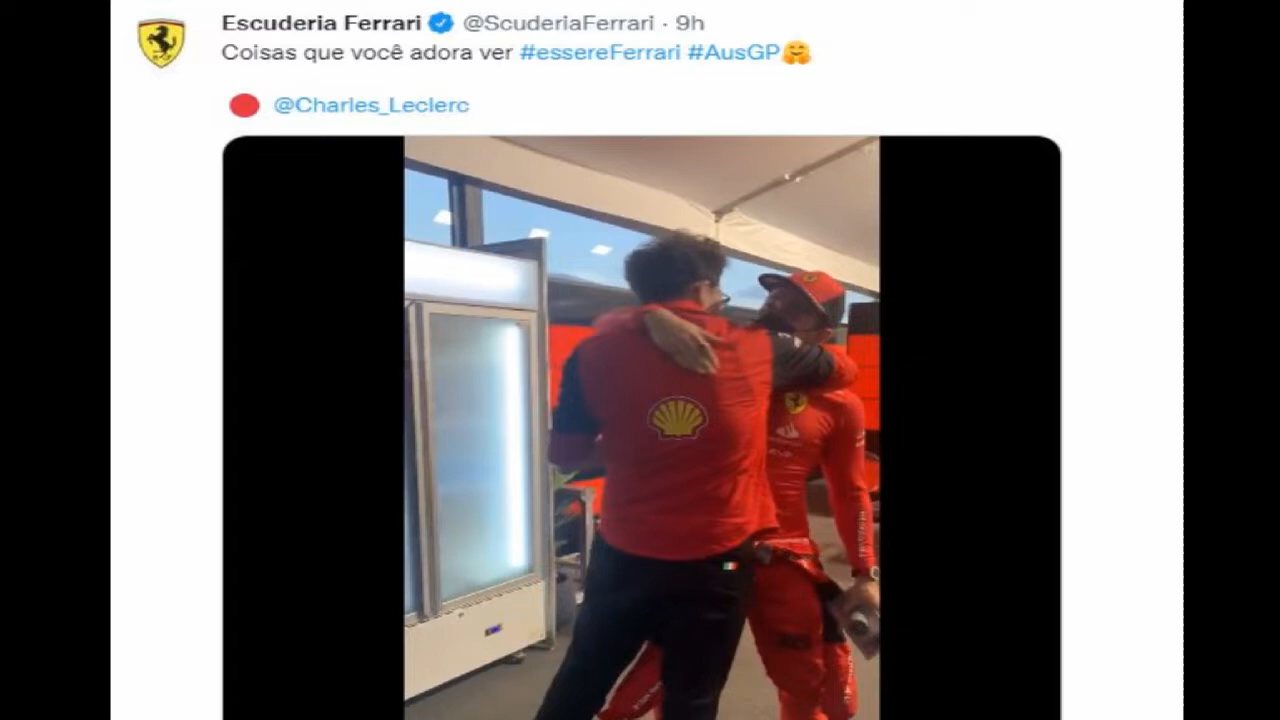 Escuderia Ferrari @ScuderiaFerrari · 9h
Coisas que você adora ver #essereFerrari #AusGP🤗
@Charles_Leclerc